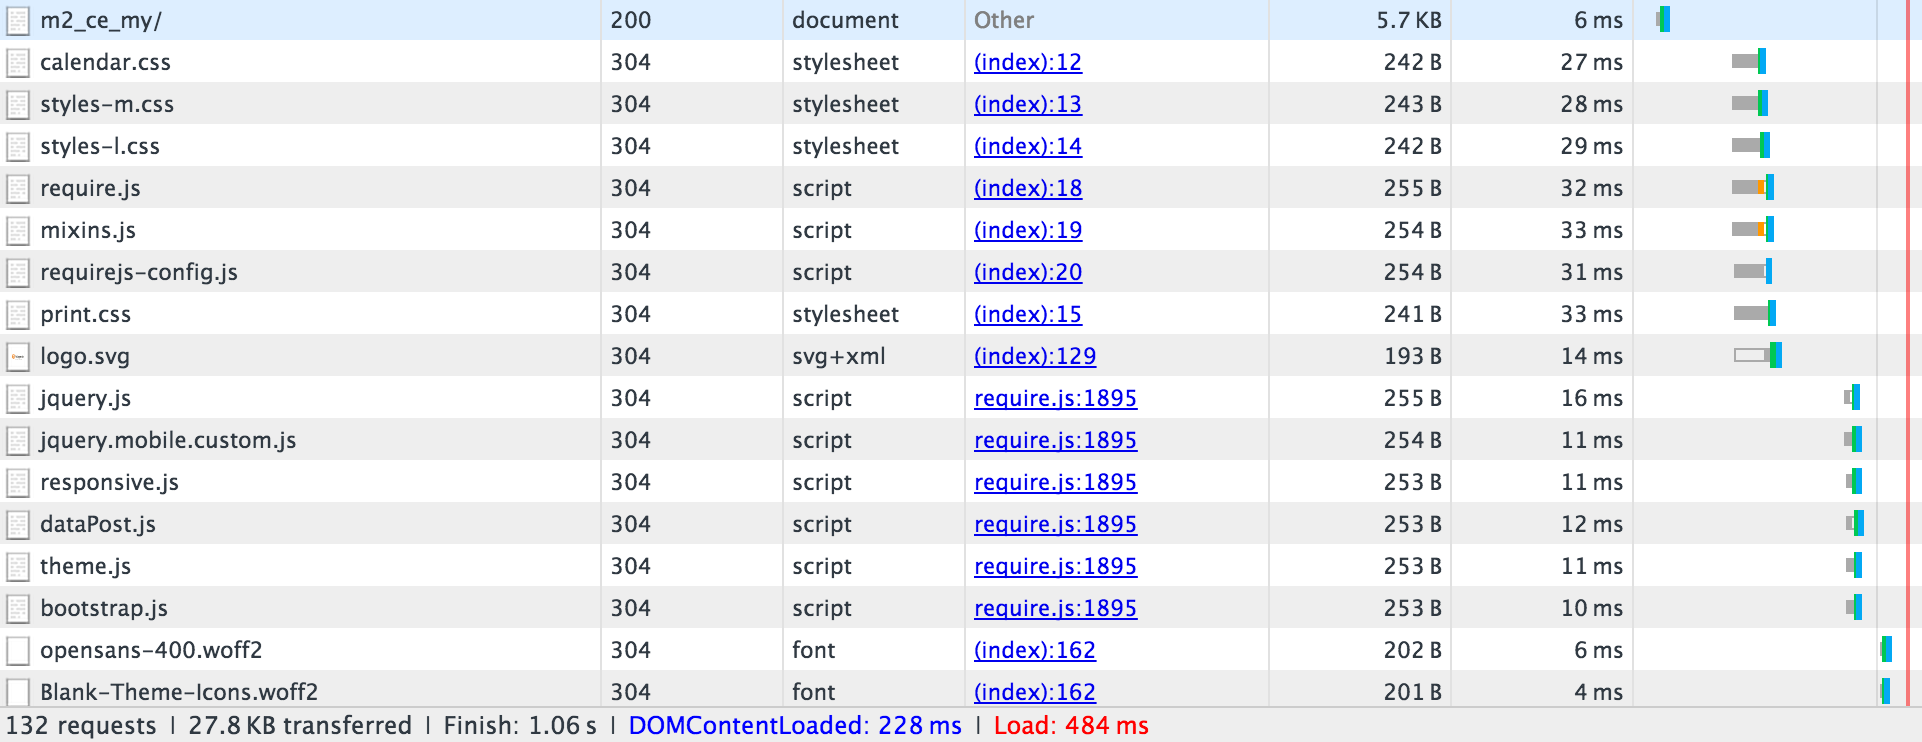 m2_ce_my/ 200 document Other 5.7 KB 6 ms
calendar.css 304 stylesheet (index):12 242 B 27 ms
styles-m.css 304 stylesheet (index):13 243 B 28 ms
styles-l.css 304 stylesheet (index):14 242 B 29 ms
require.js 304 script (index):18 255 B 32 ms
mixins.js 304 script (index):19 254 B 33 ms
requirejs-config.js 304 script (index):20 254 B 31 ms
print.css 304 stylesheet (index):15 241 B 33 ms
logo.svg 304 svg+xml (index):129 193 B 14 ms
jquery.js 304 script require.js:1895 255 B 16 ms
jquery.mobile.custom.js 304 script require.js:1895 254 B 11 ms
responsive.js 304 script require.js:1895 253 B 11 ms
dataPost.js 304 script require.js:1895 253 B 12 ms
theme.js 304 script require.js:1895 253 B 11 ms
bootstrap.js 304 script require.js:1895 253 B 10 ms
opensans-400.woff2 304 font (index):162 202 B 6 ms
Blank-Theme-Icons.woff2 304 font (index):162 201 B 4 ms
132 requests | 27.8 KB transferred | Finish: 1.06 s | DOMContentLoaded: 228 ms | Load: 484 ms